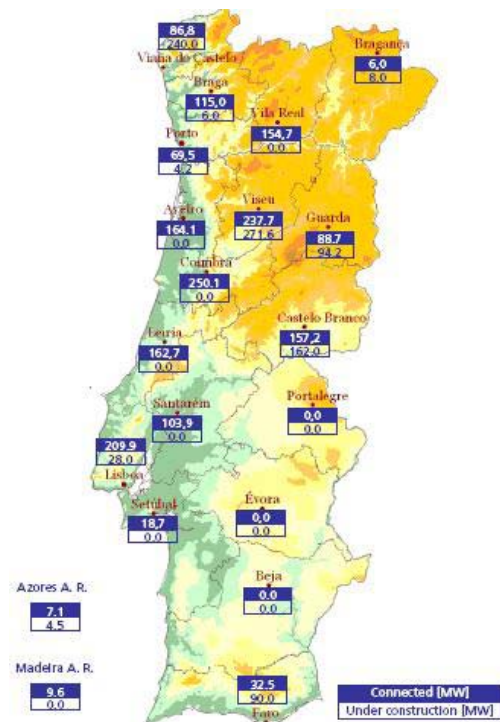 86,8
240.0
Viana do Castelo
Bragança
6,0
8.0
Braga
115,0
6.0
Vila Real
154,7
0.0
Porto
69,5
4.2
Aveiro
164.1
0.0
Viseu
237.7
271.6
Guarda
88.7
94.2
Coimbra
250.1
0.0
Castelo Branco
157,2
162.0
Leiria
162,7
0.0
Portalegre
0,0
0.0
Santarém
103,9
0.0
209.9
28.0
Lisboa
Setúbal
18,7
0.0
Évora
0,0
0.0
Beja
0.0
0.0
Azores A. R.
7.1
4.5
Madeira A. R.
9.6
0.0
32.5
90.0
Faro
Connected [MW]
Under construction [MW]